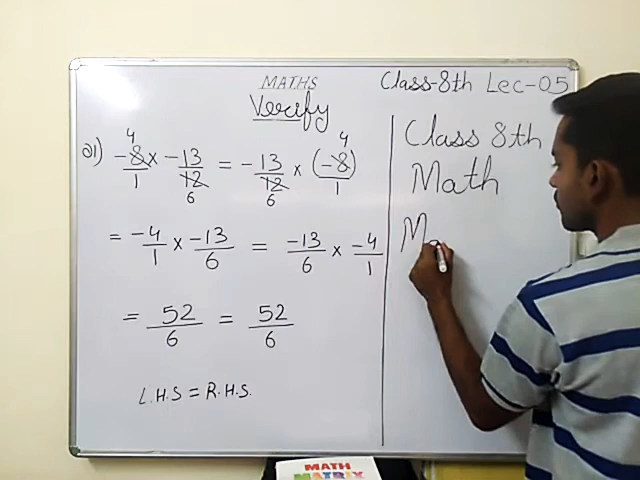 MATHS
Class-8th Lec-05
Verify
Q1) -8/1 x -13/12 = -13/12 x (-8)/1
4 6 6 4
= -4/1 x -13/6 = -13/6 x -4/1
= 52/6 = 52/6
L.H.S = R.H.S.
Class 8th
Math
M
MATH
MATRIX